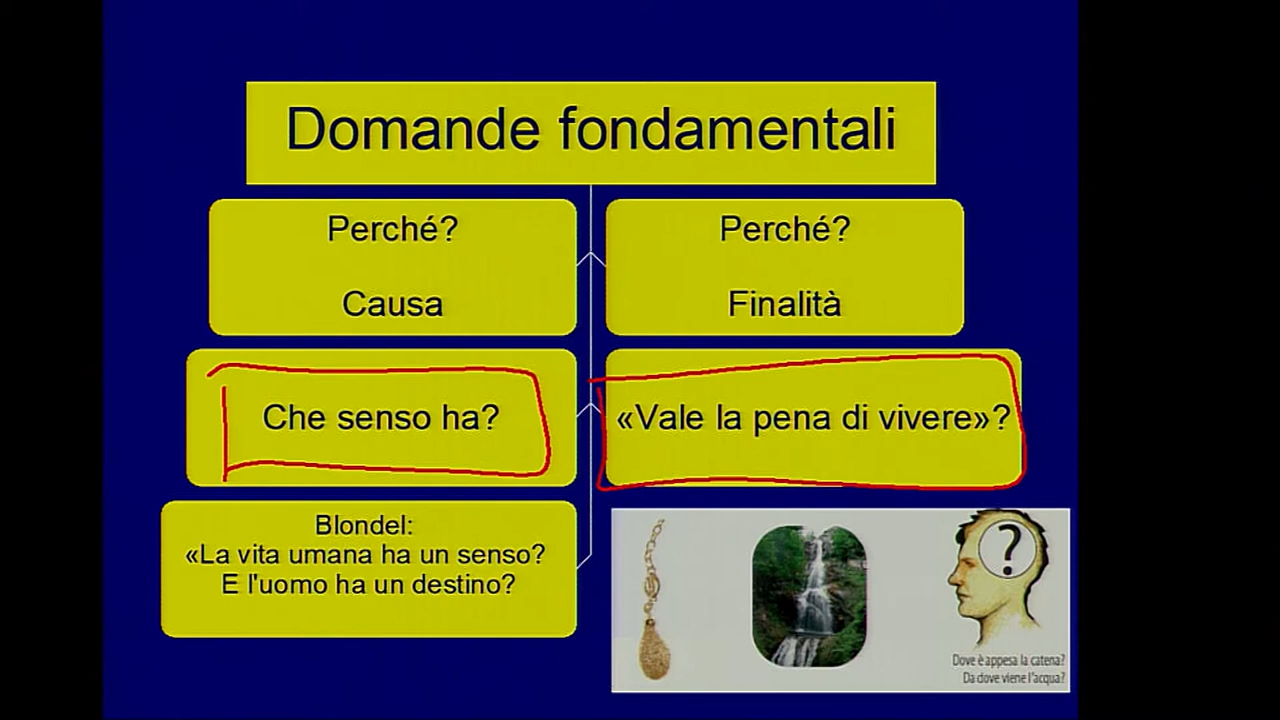 Domande fondamentali
Perché?
Causa
Perché?
Finalità
Che senso ha?
«Vale la pena di vivere»?
Blondel:
«La vita umana ha un senso?
E l'uomo ha un destino?
?
Dove è appesa la catena?
Da dove viene l'acqua?